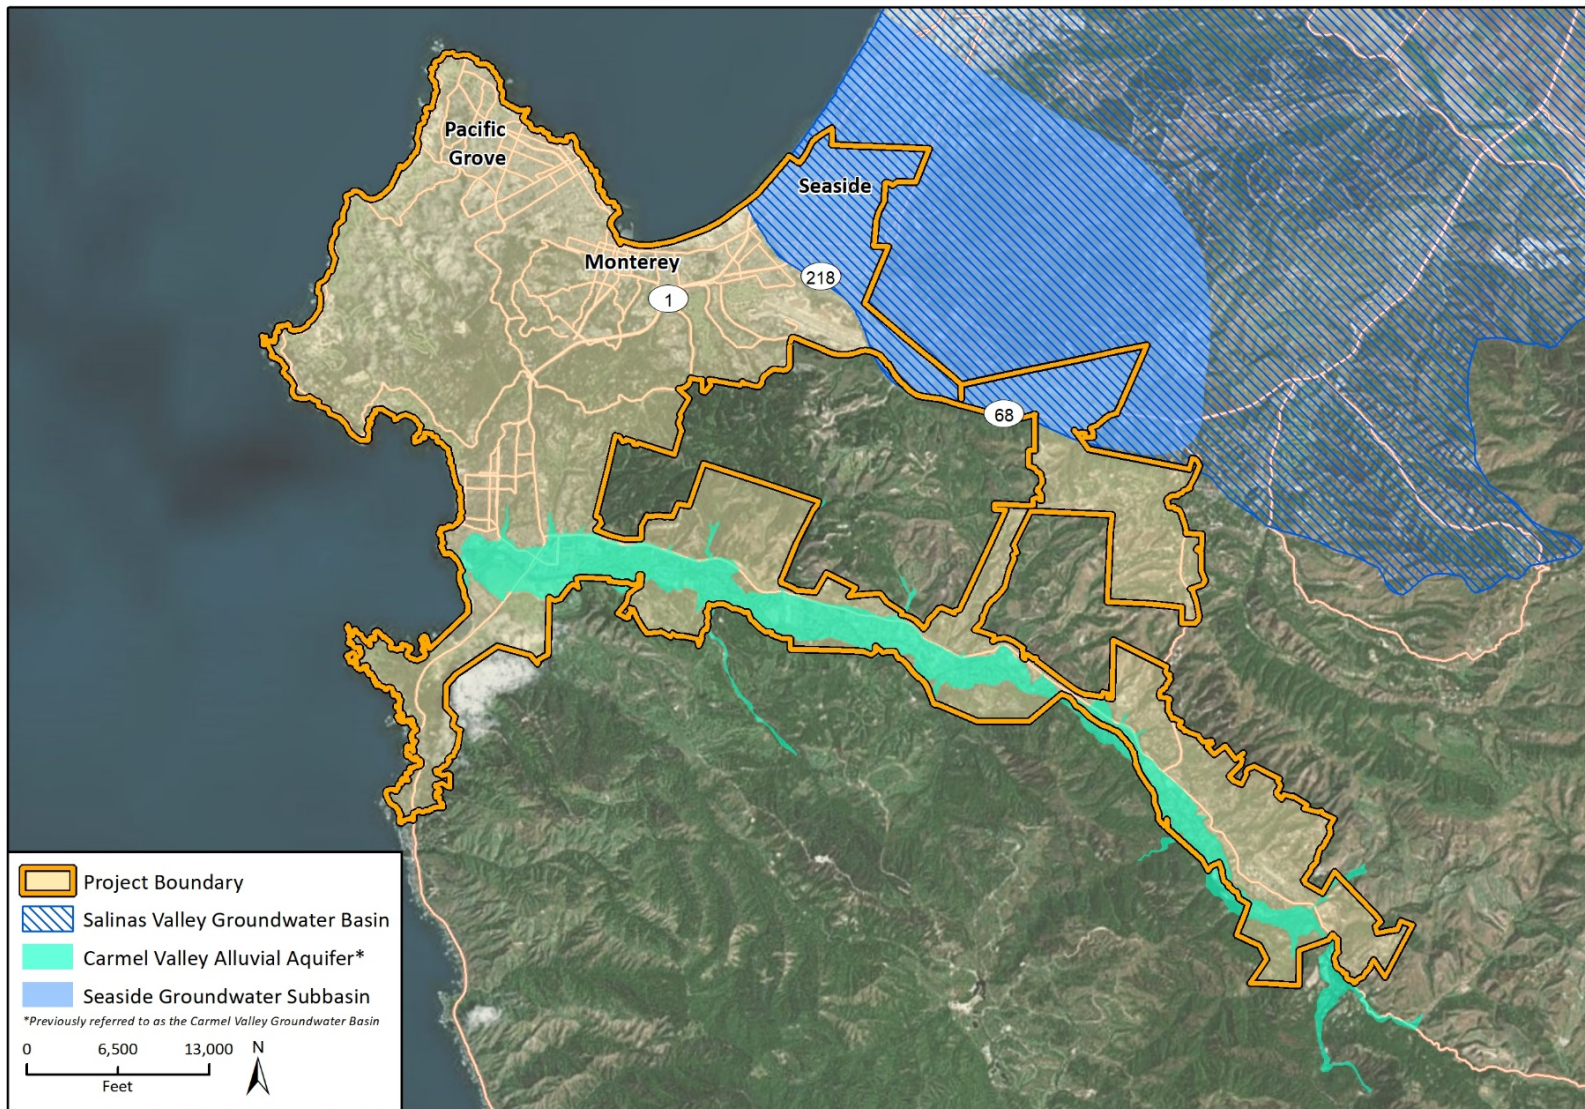 Pacific
Grove
Seaside
Monterey
218
1
68
Project Boundary
Salinas Valley Groundwater Basin
Carmel Valley Alluvial Aquifer*
Seaside Groundwater Subbasin
*Previously referred to as the Carmel Valley Groundwater Basin
0 6,500 13,000 N
Feet